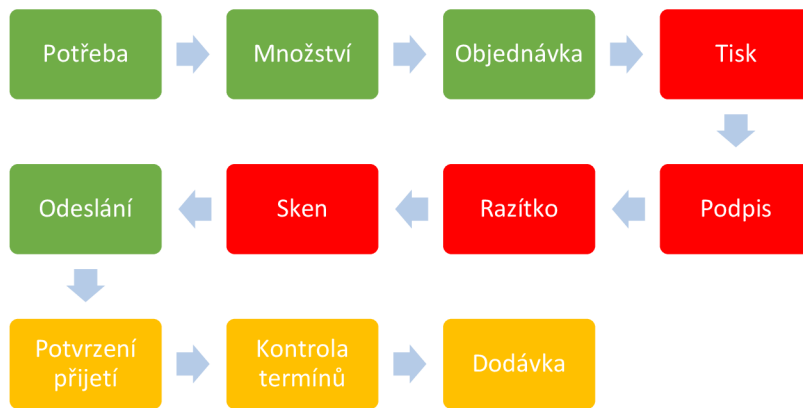 Potřeba
Množství
Objednávka
Tisk
Podpis
Razítko
Sken
Odeslání
Potvrzení
přijetí
Kontrola
termínů
Dodávka